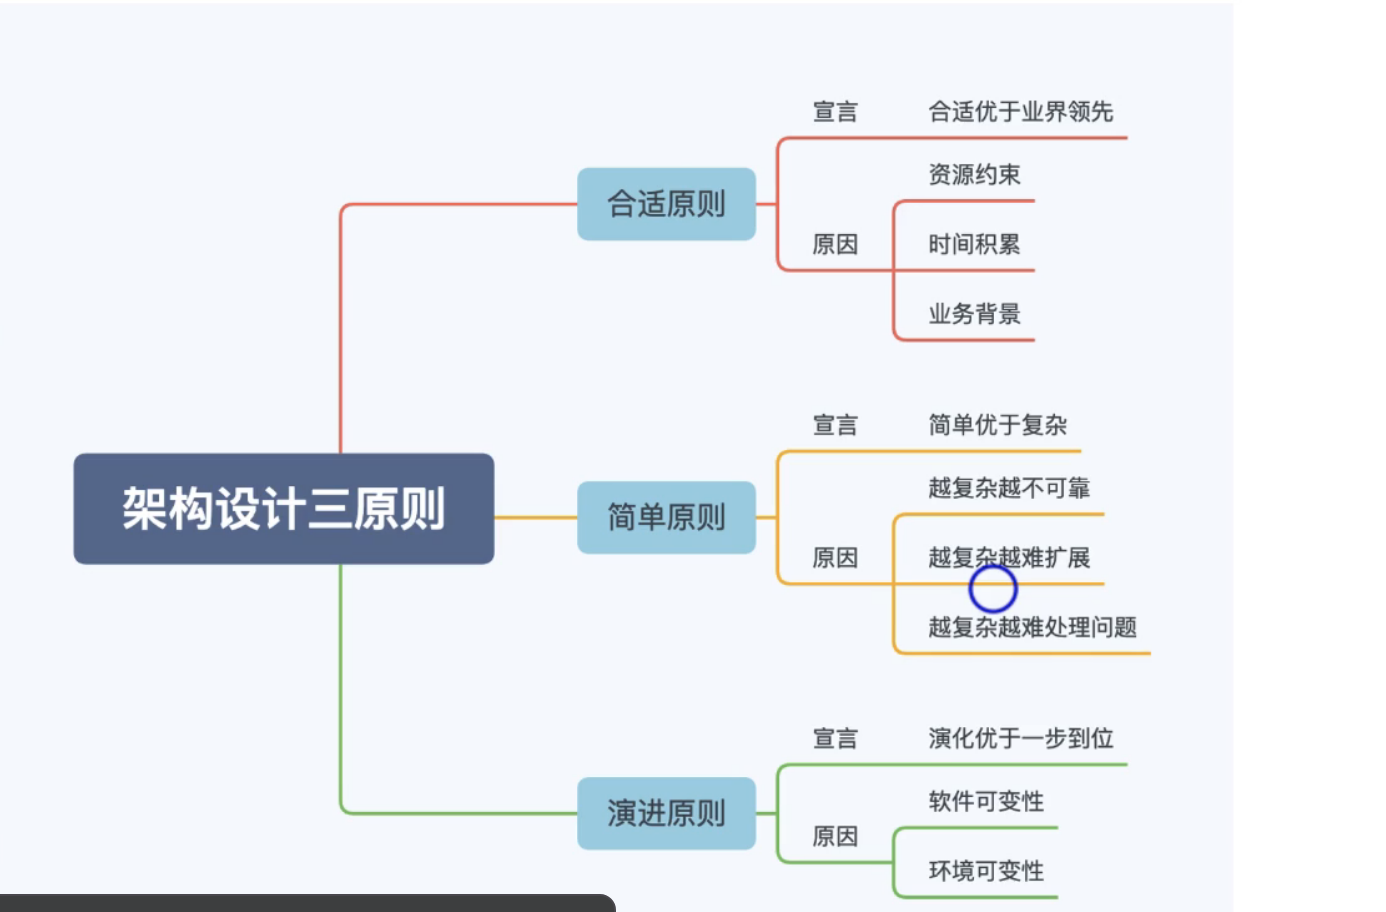 架构设计三原则
合适原则
宣言 合适优于业界领先
原因
资源约束
时间积累
业务背景
简单原则
宣言 简单优于复杂
原因
越复杂越不可靠
越复杂越难扩展
越复杂越难处理问题
演进原则
宣言 演化优于一步到位
原因
软件可变性
环境可变性